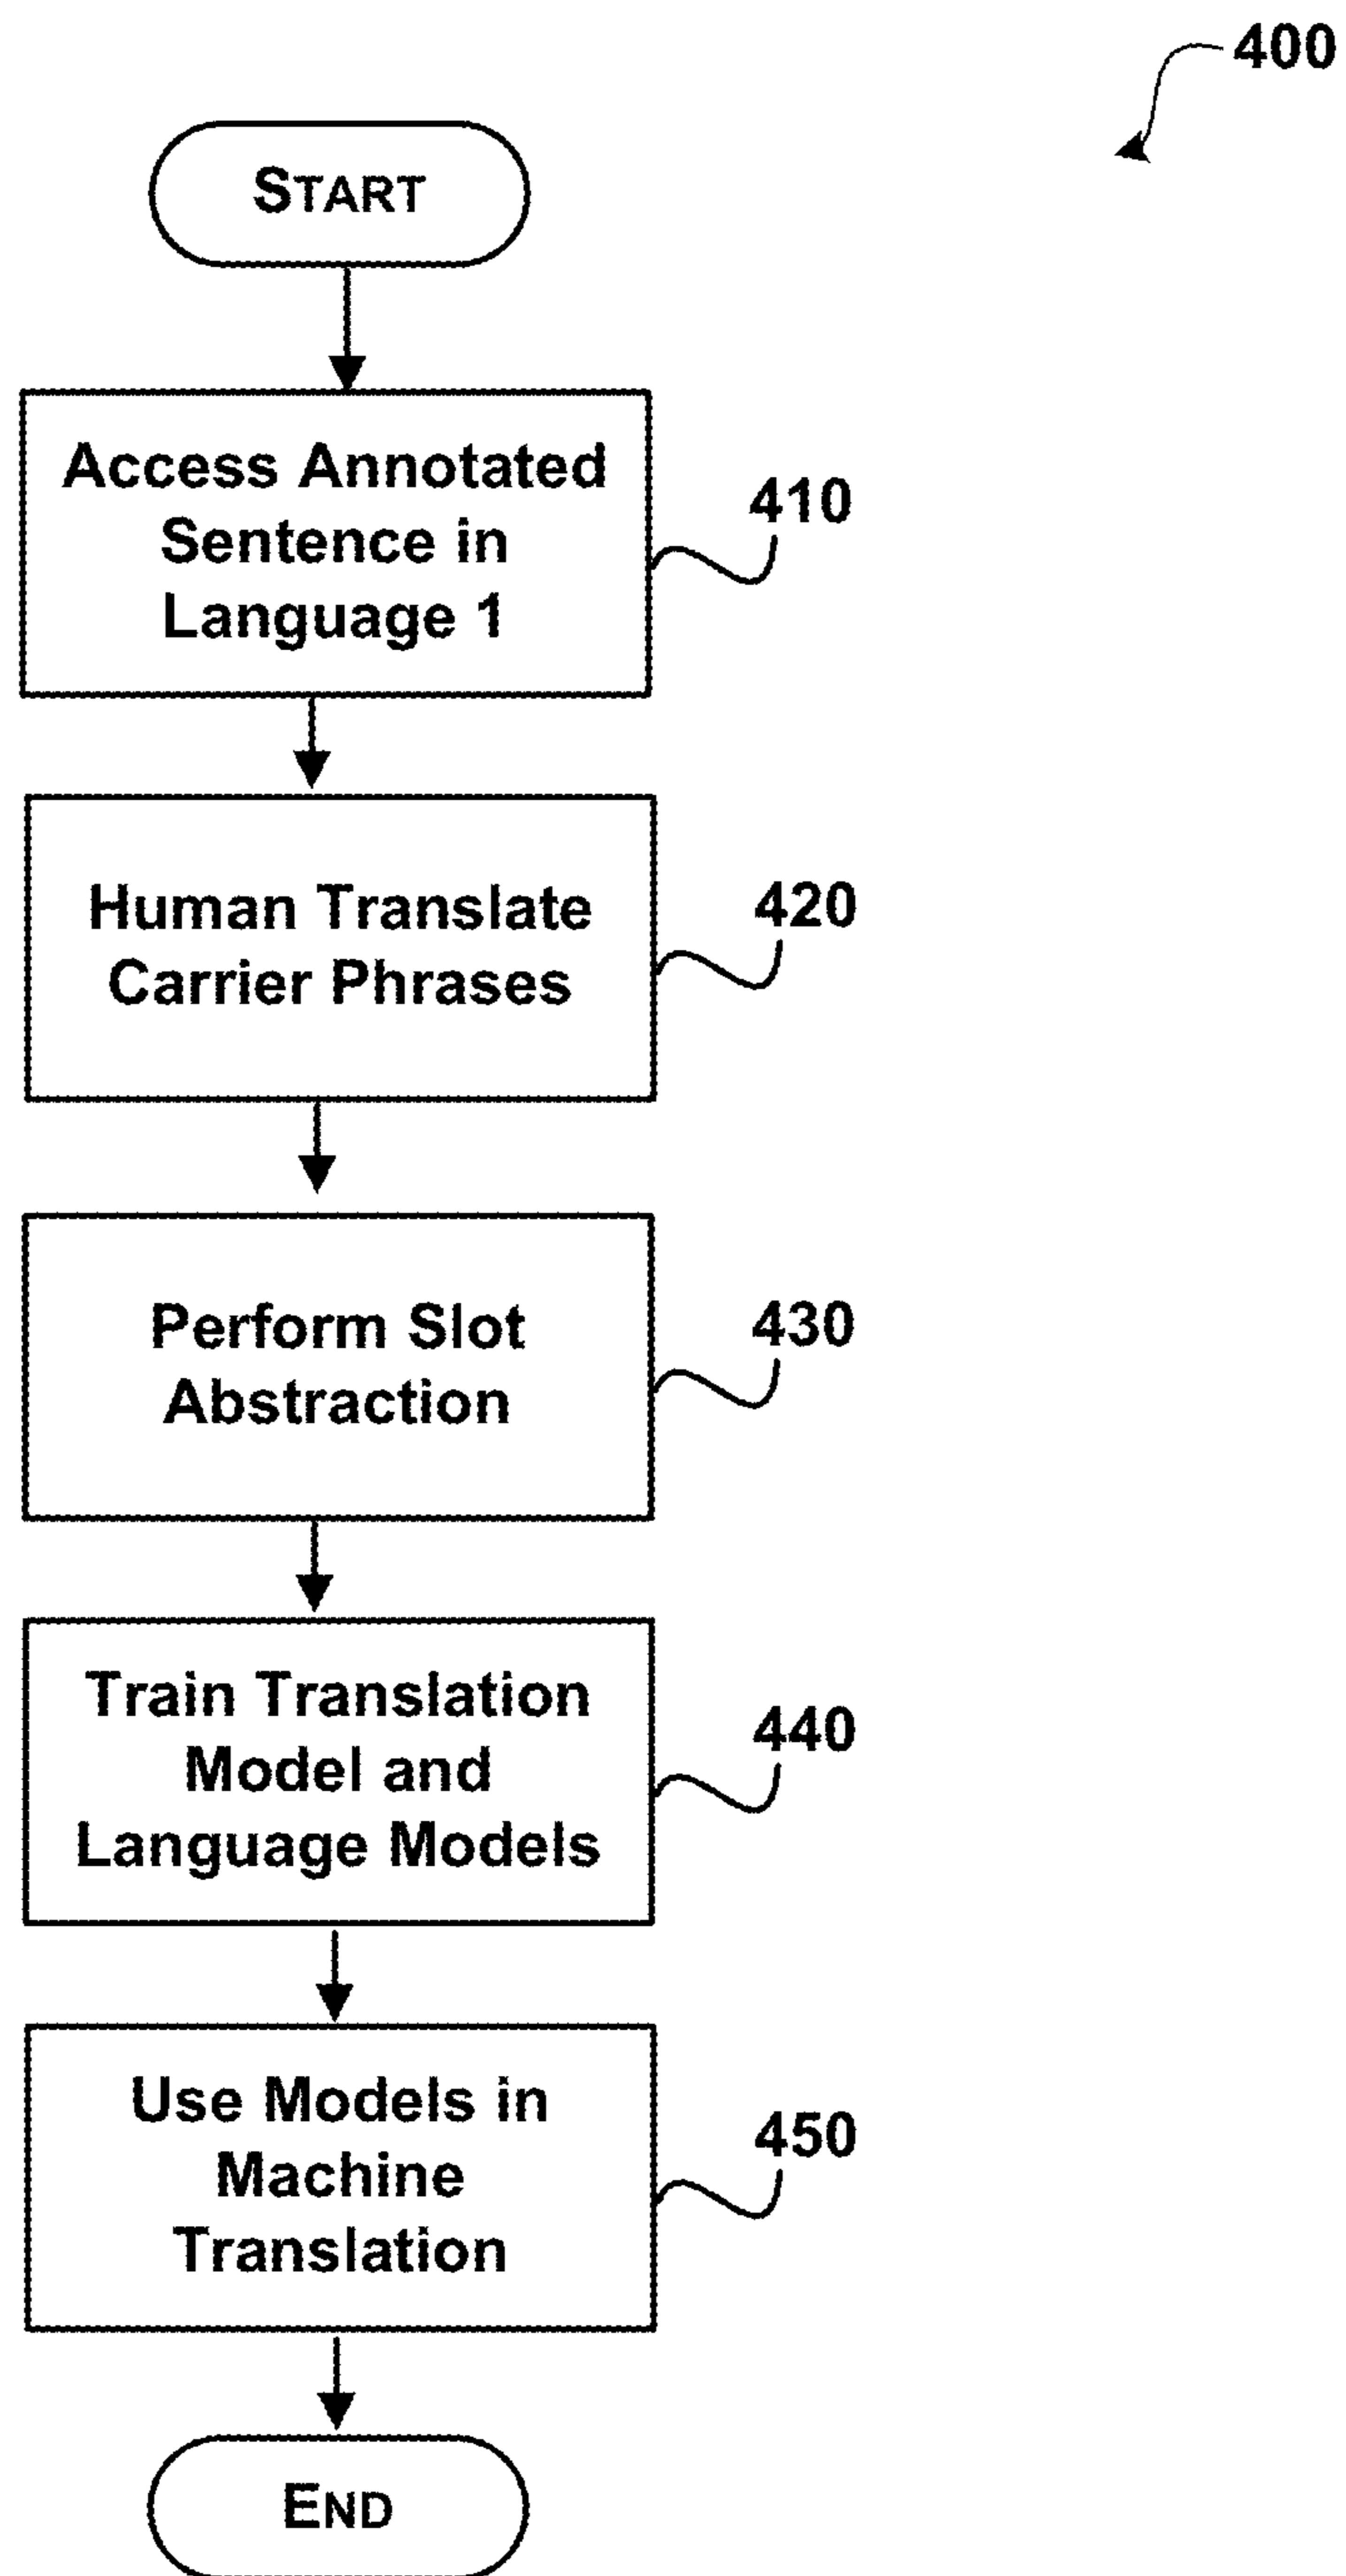 400
START
Access Annotated
Sentence in
Language 1
410
Human Translate
Carrier Phrases
420
Perform Slot
Abstraction
430
Train Translation
Model and
Language Models
440
Use Models in
Machine
Translation
450
END